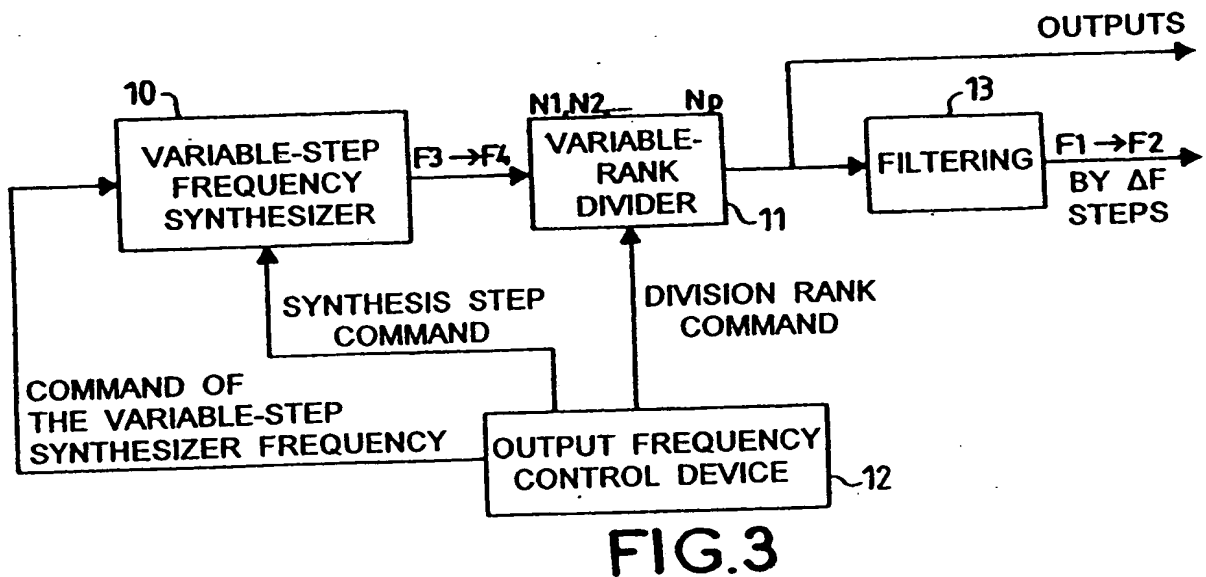 OUTPUTS
10
N1,N2... Np
13
VARIABLE-STEP
FREQUENCY
SYNTHESIZER
F3→F4
VARIABLE-
RANK
DIVIDER
11
FILTERING
F1→F2
BY ΔF
STEPS
SYNTHESIS STEP
COMMAND
DIVISION RANK
COMMAND
COMMAND OF
THE VARIABLE-STEP
SYNTHESIZER FREQUENCY
OUTPUT FREQUENCY
CONTROL DEVICE
12
FIG.3